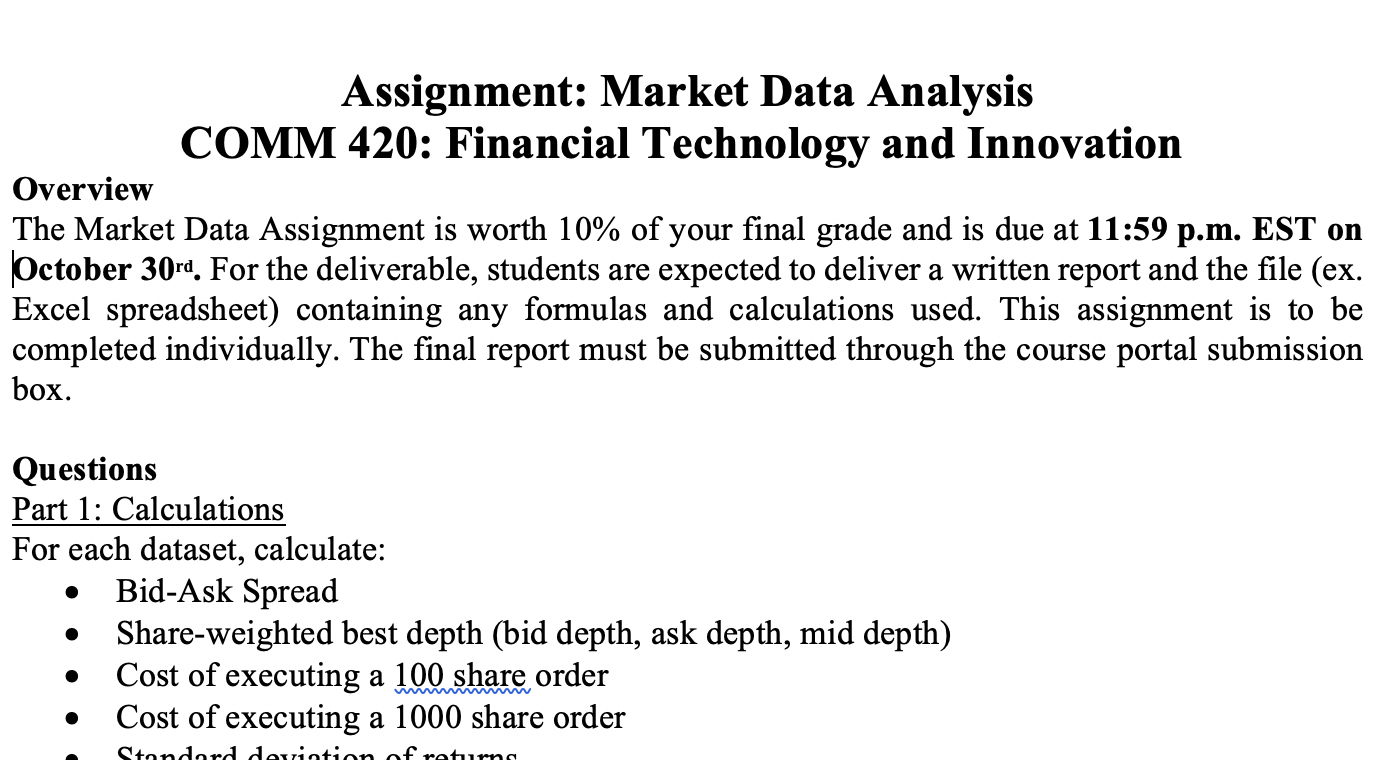 Assignment: Market Data Analysis
COMM 420: Financial Technology and Innovation
Overview
The Market Data Assignment is worth 10% of your final grade and is due at 11:59 p.m. EST on
October 30rd. For the deliverable, students are expected to deliver a written report and the file (ex.
Excel spreadsheet) containing any formulas and calculations used. This assignment is to be
completed individually. The final report must be submitted through the course portal submission
box.
Questions
Part 1: Calculations
For each dataset, calculate:
• Bid-Ask Spread
• Share-weighted best depth (bid depth, ask depth, mid depth)
• Cost of executing a 100 share order
• Cost of executing a 1000 share order
• Standard deviation of returns